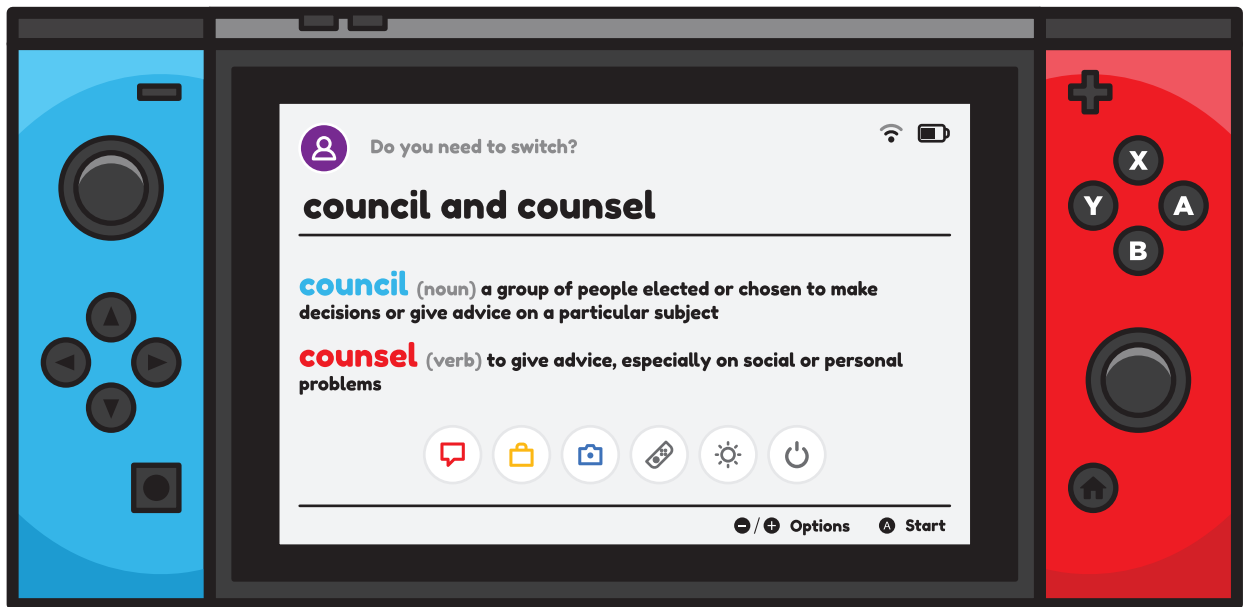 Do you need to switch?
council and counsel
council (noun) a group of people elected or chosen to make
decisions or give advice on a particular subject
counsel (verb) to give advice, especially on social or personal
problems
X
Y A
B
/ Options A Start